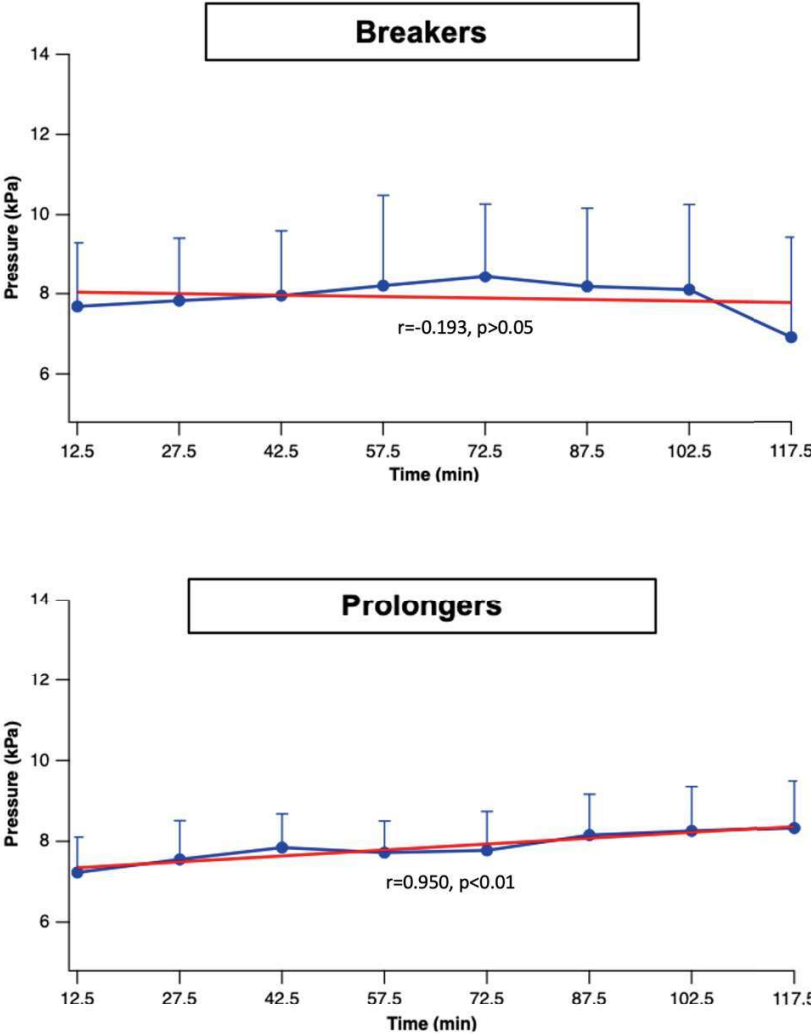 Breakers
14
12
10
8
6
Pressure (kPa)
r=-0.193, p>0.05
12.5 27.5 42.5 57.5 72.5 87.5 102.5 117.5
Time (min)
Prolongers
14
12
10
8
6
Pressure (kPa)
r=0.950, p<0.01
12.5 27.5 42.5 57.5 72.5 87.5 102.5 117.5
Time (min)